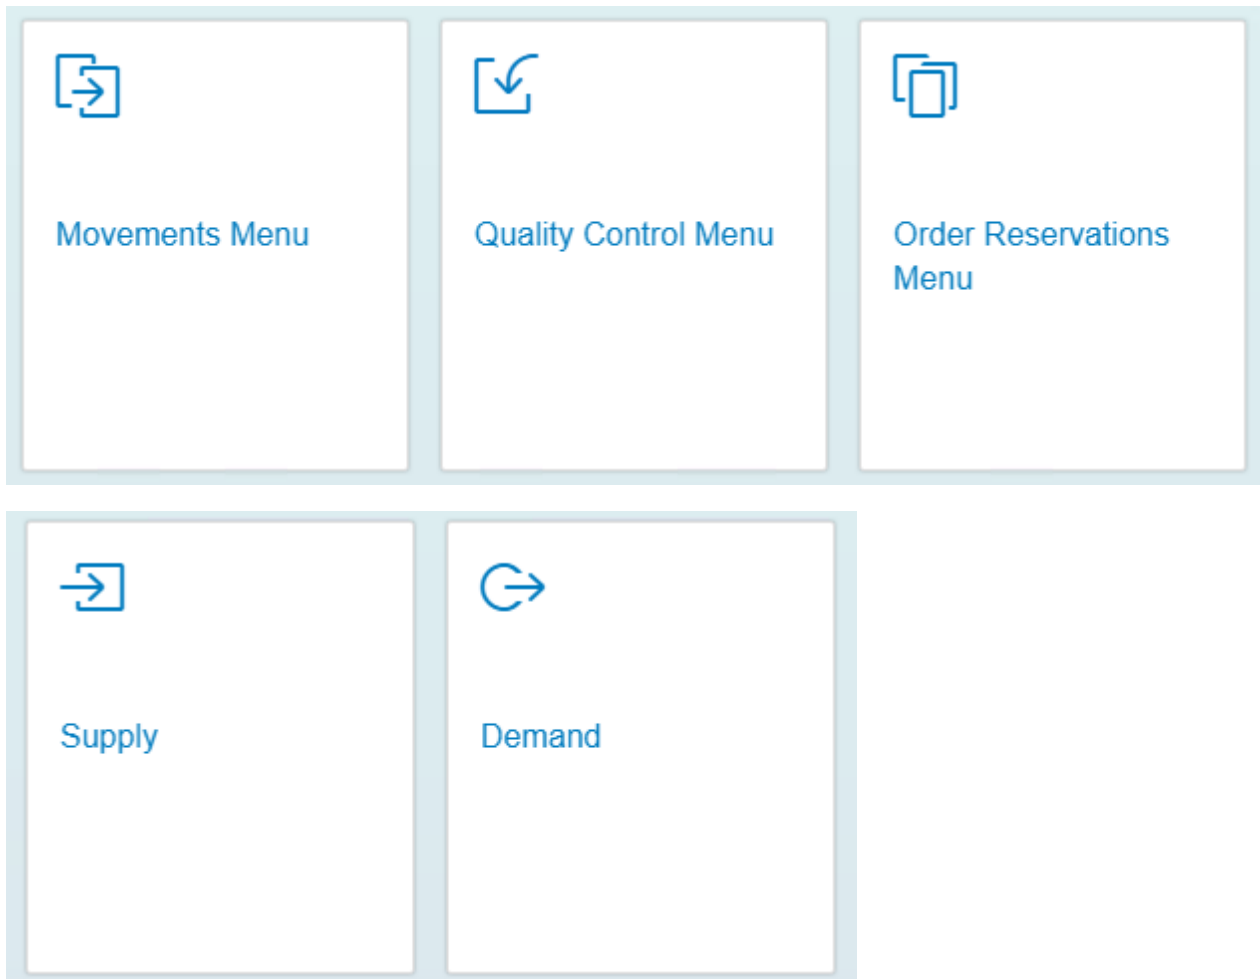 Movements Menu
Quality Control Menu
Order Reservations
Menu
Supply
Demand